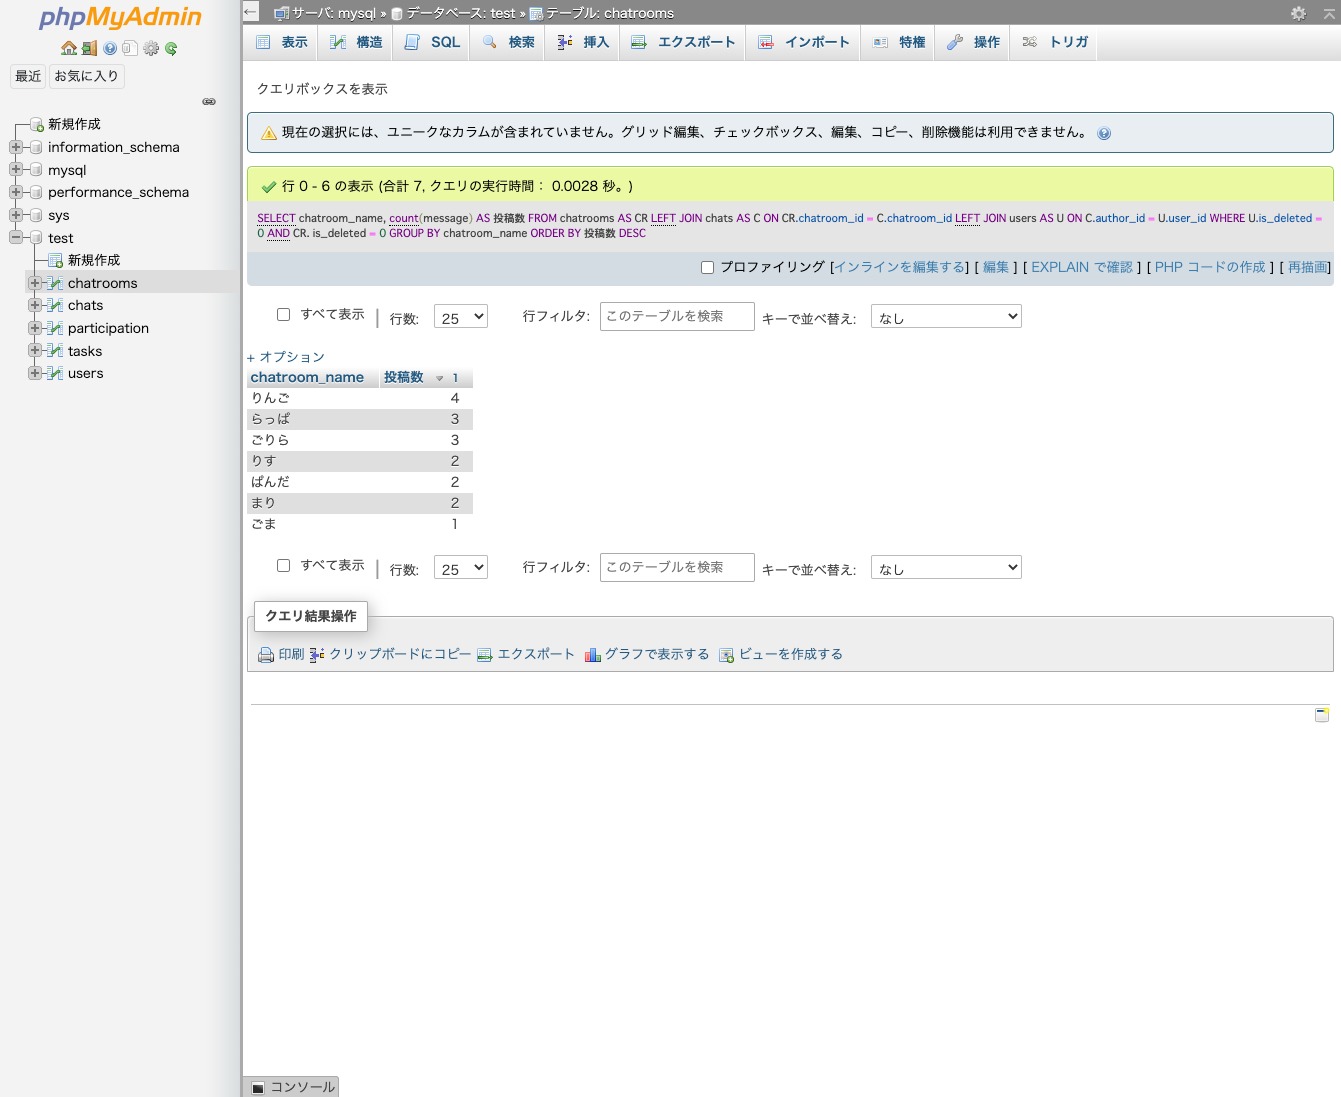 phpMyAdmin
最近 お気に入り
新規作成
information_schema
mysql
performance_schema
sys
test
新規作成
chatrooms
chats
participation
tasks
users
サーバ: mysql » データベース: test » テーブル: chatrooms
表示 構造 SQL 検索 挿入 エクスポート インポート 特権 操作 トリガ
クエリボックスを表示
現在の選択には、ユニークなカラムが含まれていません。グリッド編集、チェックボックス、編集、コピー、削除機能は利用できません。
行 0 - 6 の表示 (合計 7, クエリの実行時間： 0.0028 秒。)
SELECT chatroom_name, count(message) AS 投稿数 FROM chatrooms AS CR LEFT JOIN chats AS C ON CR.chatroom_id = C.chatroom_id LEFT JOIN users AS U ON C.author_id = U.user_id WHERE U.is_deleted =
0 AND CR. is_deleted = 0 GROUP BY chatroom_name ORDER BY 投稿数 DESC
プロファイリング [インラインを編集する] [ 編集 ] [ EXPLAIN で確認 ] [ PHP コードの作成 ] [ 再描画]
すべて表示 | 行数: 25 行フィルタ: このテーブルを検索 キーで並べ替え: なし
+ オプション
chatroom_name 投稿数 1
りんご 4
らっぱ 3
ごりら 3
りす 2
ぱんだ 2
まり 2
ごま 1
すべて表示 | 行数: 25 行フィルタ: このテーブルを検索 キーで並べ替え: なし
クエリ結果操作
印刷 クリップボードにコピー エクスポート グラフで表示する ビューを作成する
コンソール